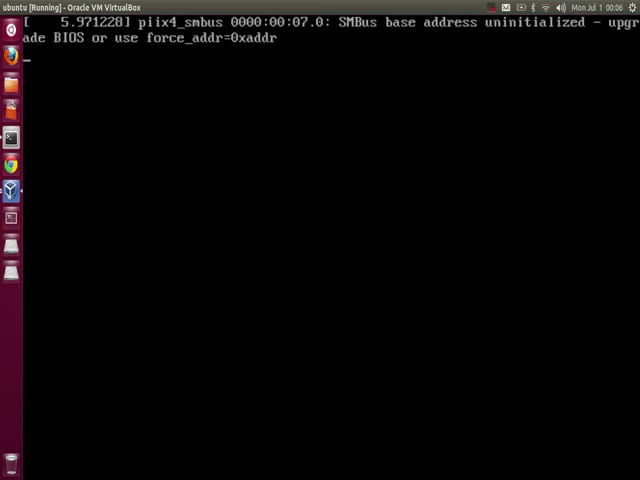 ubuntu [Running] - Oracle VM VirtualBox
Mon Jul 1 00:06
[ 5.971228] piix4_smbus 0000:00:07.0: SMBus base address uninitialized - upgr
ade BIOS or use force_addr=0xaddr